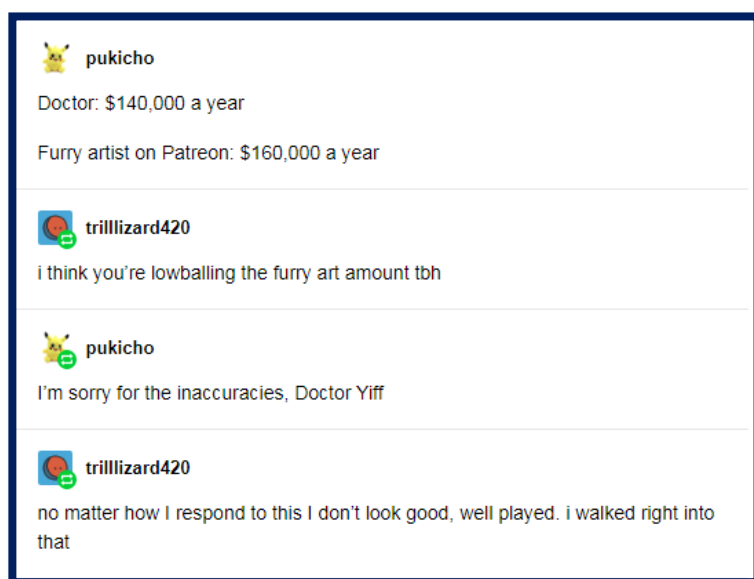 pukicho
Doctor: $140,000 a year
Furry artist on Patreon: $160,000 a year
trilllizard420
i think you're lowballing the furry art amount tbh
pukicho
I'm sorry for the inaccuracies, Doctor Yiff
trilllizard420
no matter how I respond to this I don't look good, well played. i walked right into
that